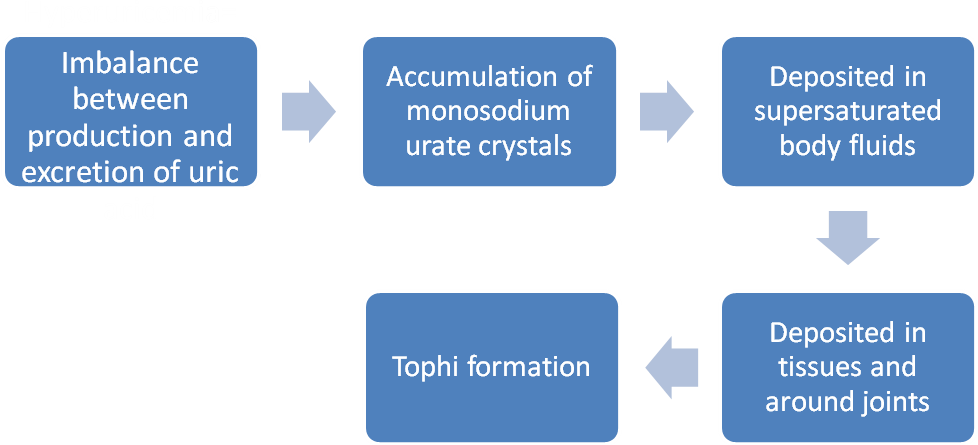 Imbalance
between
production and
excretion of uric
Accumulation of
monosodium
urate crystals
Deposited in
supersaturated
body fluids
Deposited in
tissues and
around joints
Tophi formation